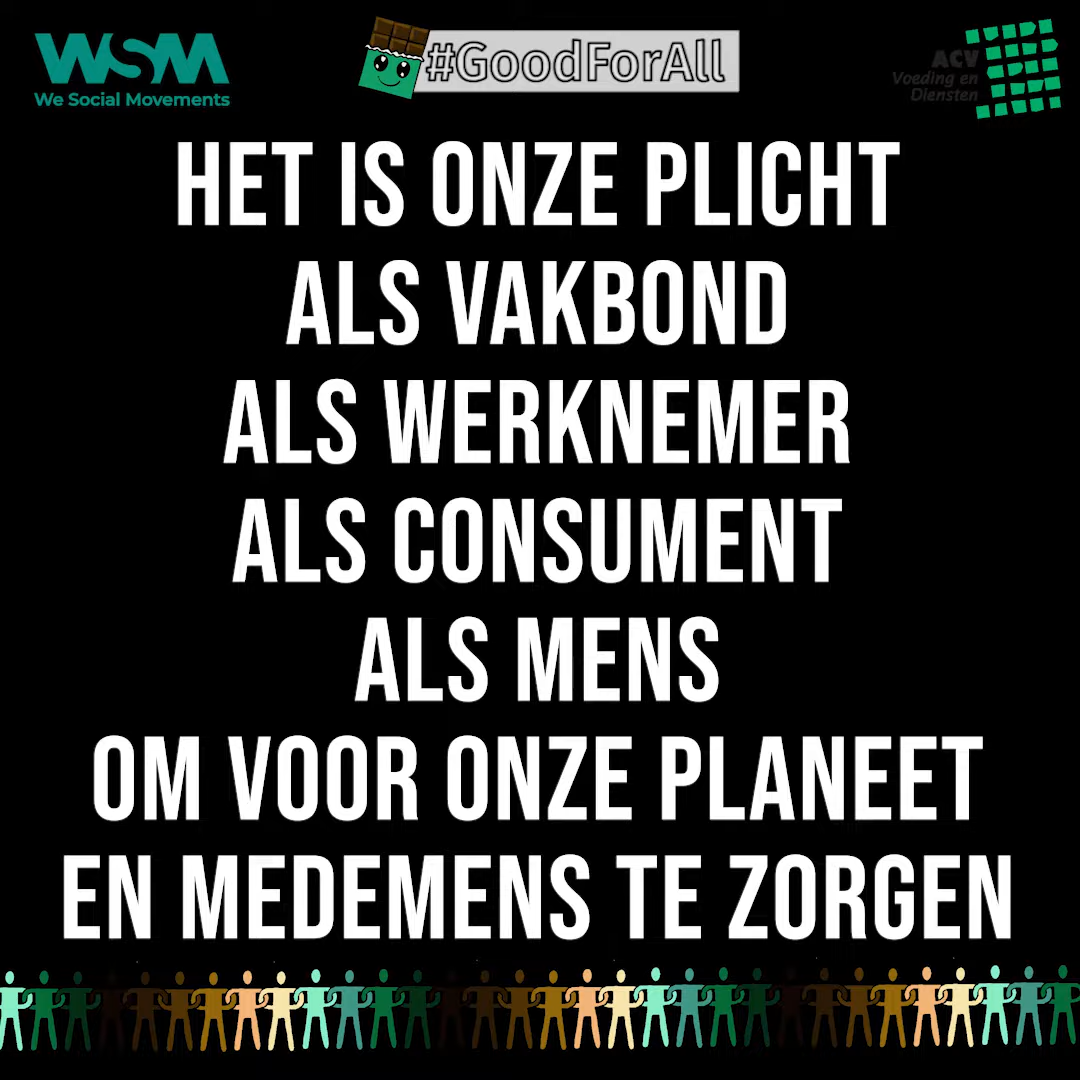 WSM
We Social Movements
#GoodForAll
ACV
Voeding en
Diensten
HET IS ONZE PLICHT
ALS VAKBOND
ALS WERKNEMER
ALS CONSUMENT
ALS MENS
OM VOOR ONZE PLANEET
EN MEDEMENS TE ZORGEN